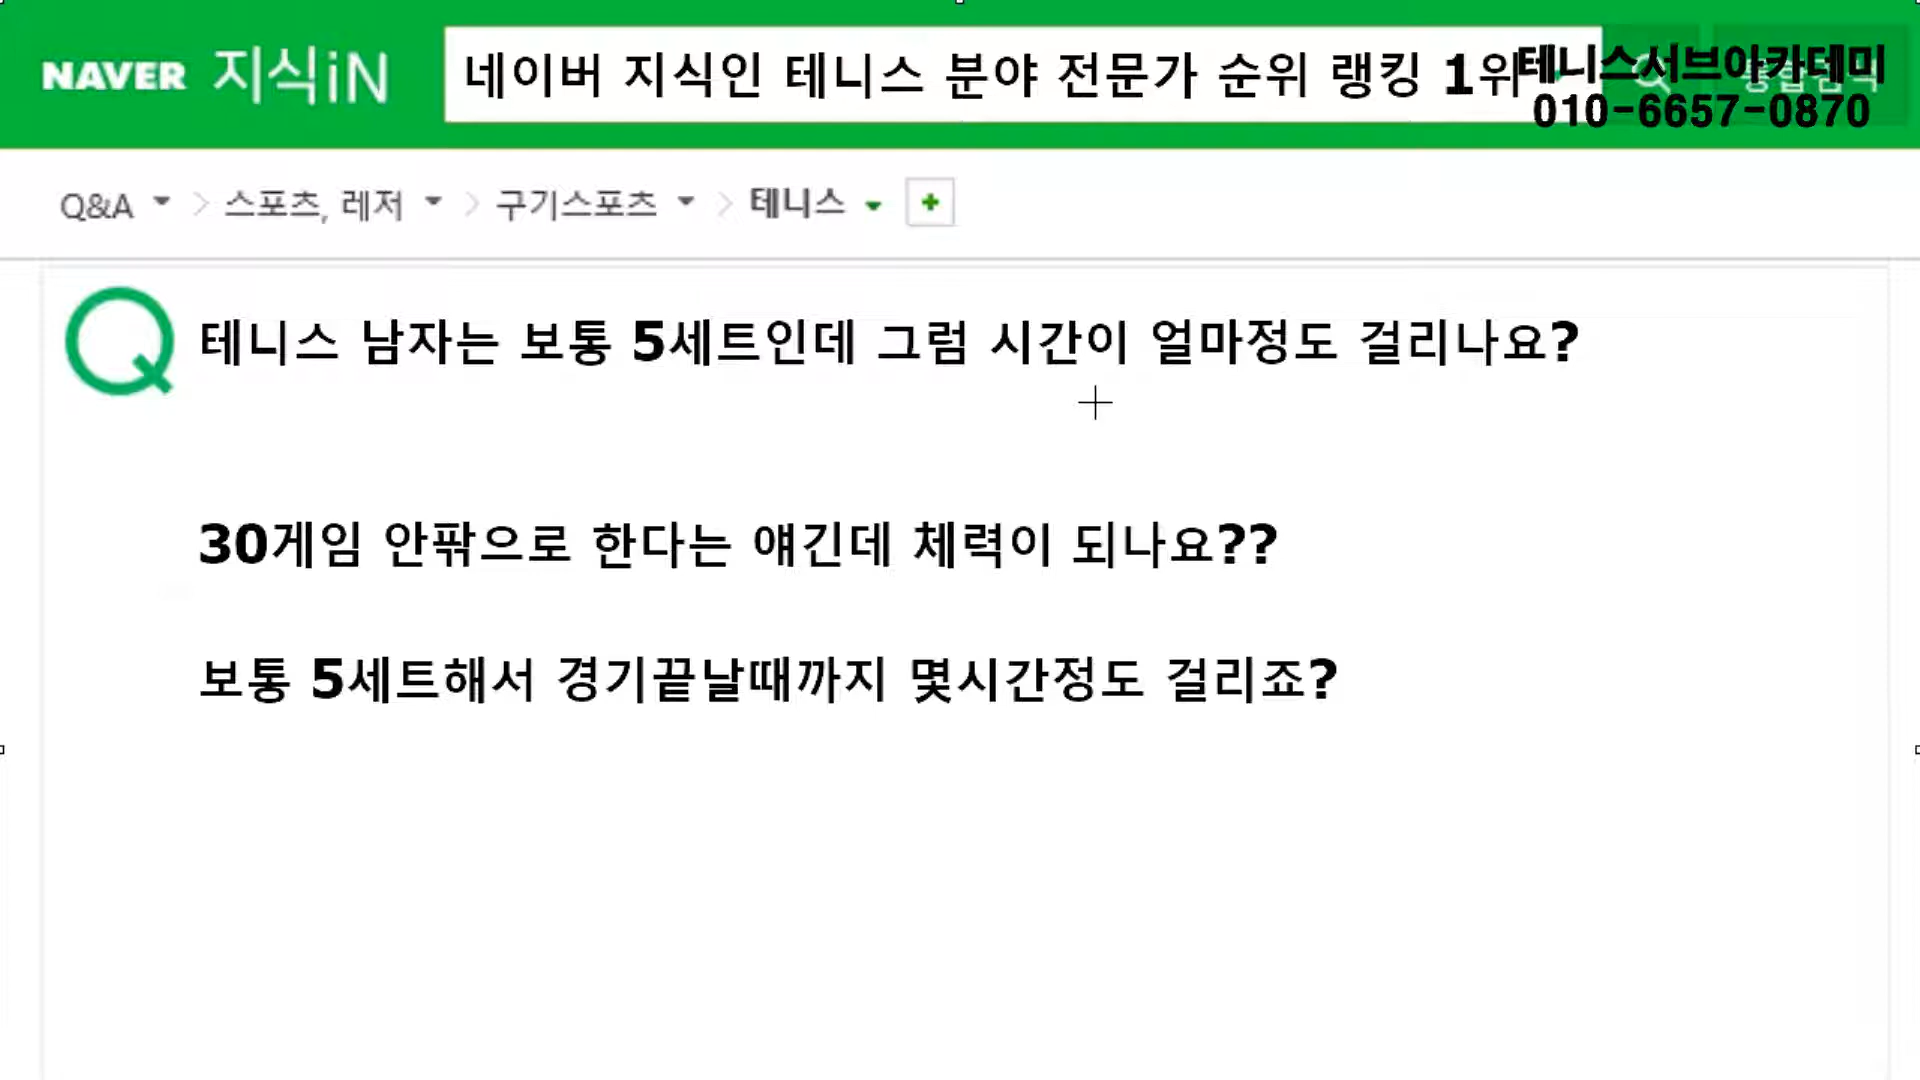 NAVER 지식iN
네이버 지식인 테니스 분야 전문가 순위 랭킹 1위
테니스서브아카데미
010-6657-0870
Q&A > 스포츠, 레저 > 구기스포츠 > 테니스 +
Q 테니스 남자는 보통 5세트인데 그럼 시간이 얼마정도 걸리나요?
30게임 안팎으로 한다는 얘긴데 체력이 되나요??
보통 5세트해서 경기끝날때까지 몇시간정도 걸리죠?